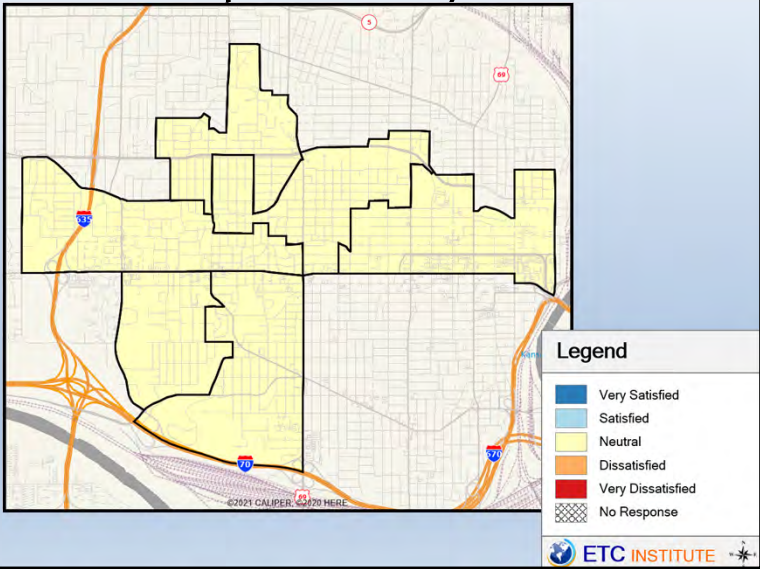 5
69
635
Kans
Legend
Very Satisfied
Satisfied
Neutral
Dissatisfied
Very Dissatisfied
No Response
70
670
69
©2021 CALIPER; ©2020 HERE
ETC INSTITUTE
N
W
E
S